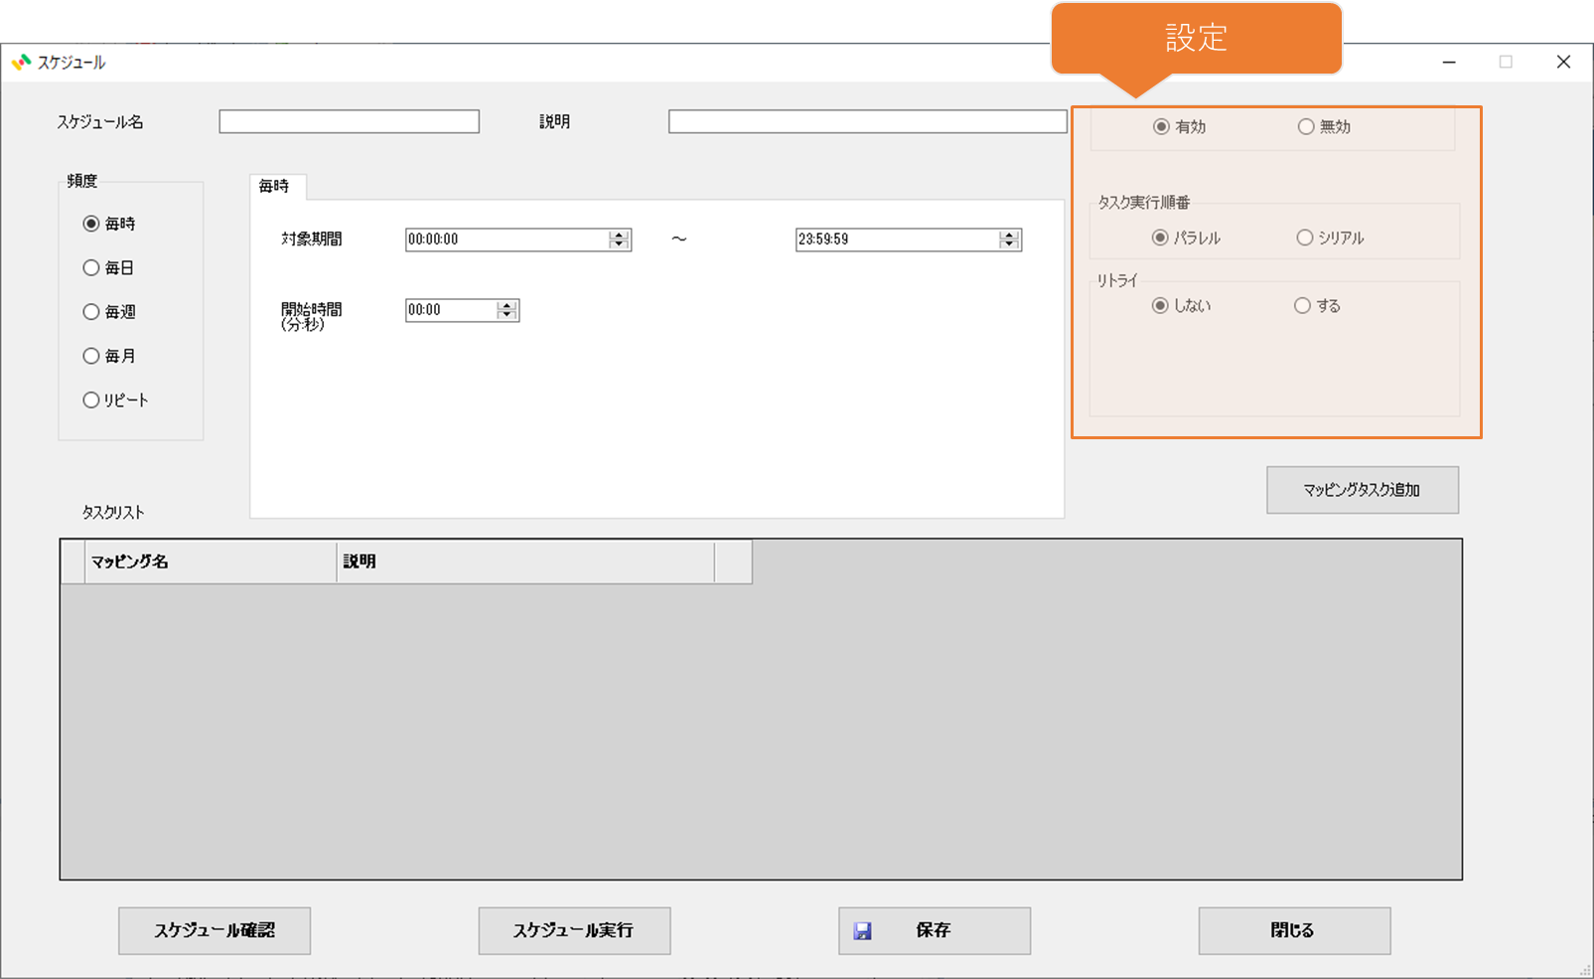 設定
スケジュール
スケジュール名
説明
有効
無効
頻度
毎時
毎日
毎週
毎月
リピート
毎時
対象期間
00:00:00
～
23:59:59
開始時間
(分:秒)
00:00
タスク実行順番
パラレル
シリアル
リトライ
しない
する
マッピングタスク追加
タスクリスト
マッピング名
説明
スケジュール確認
スケジュール実行
保存
閉じる